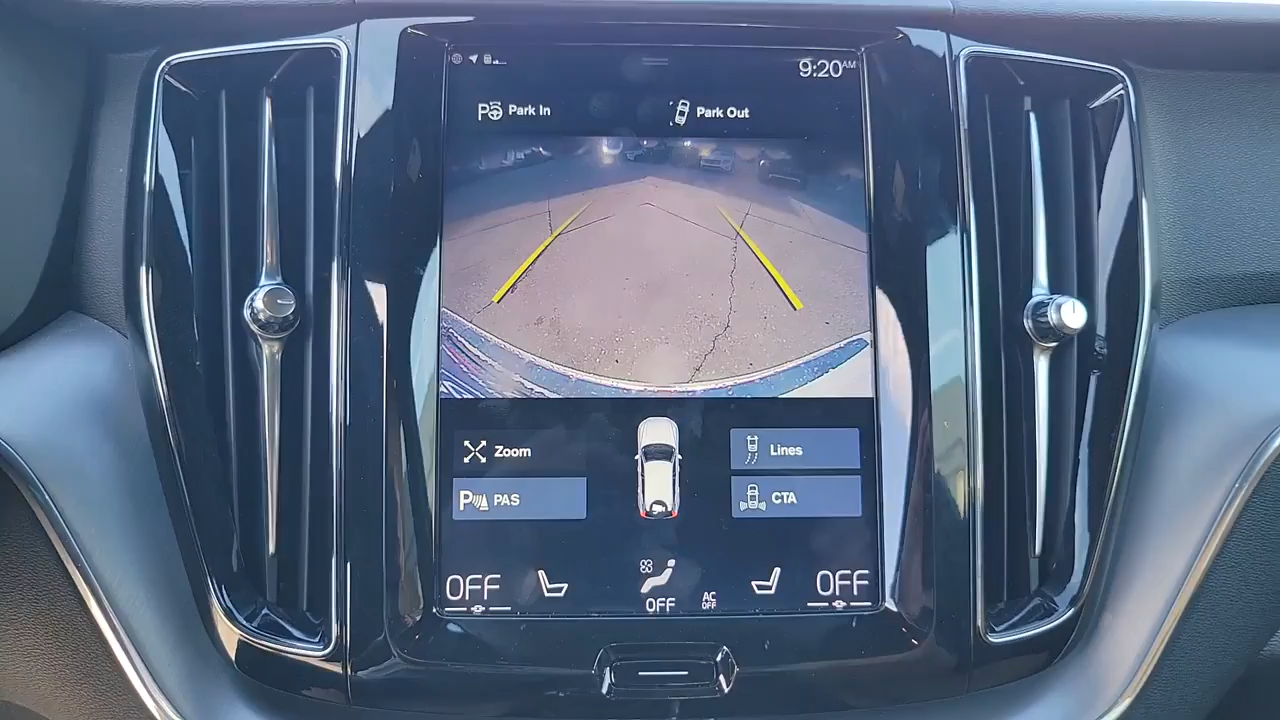 9:20AM
Park In
Park Out
Zoom
Lines
P PAS
CTA
OFF
OFF
AC OFF
OFF